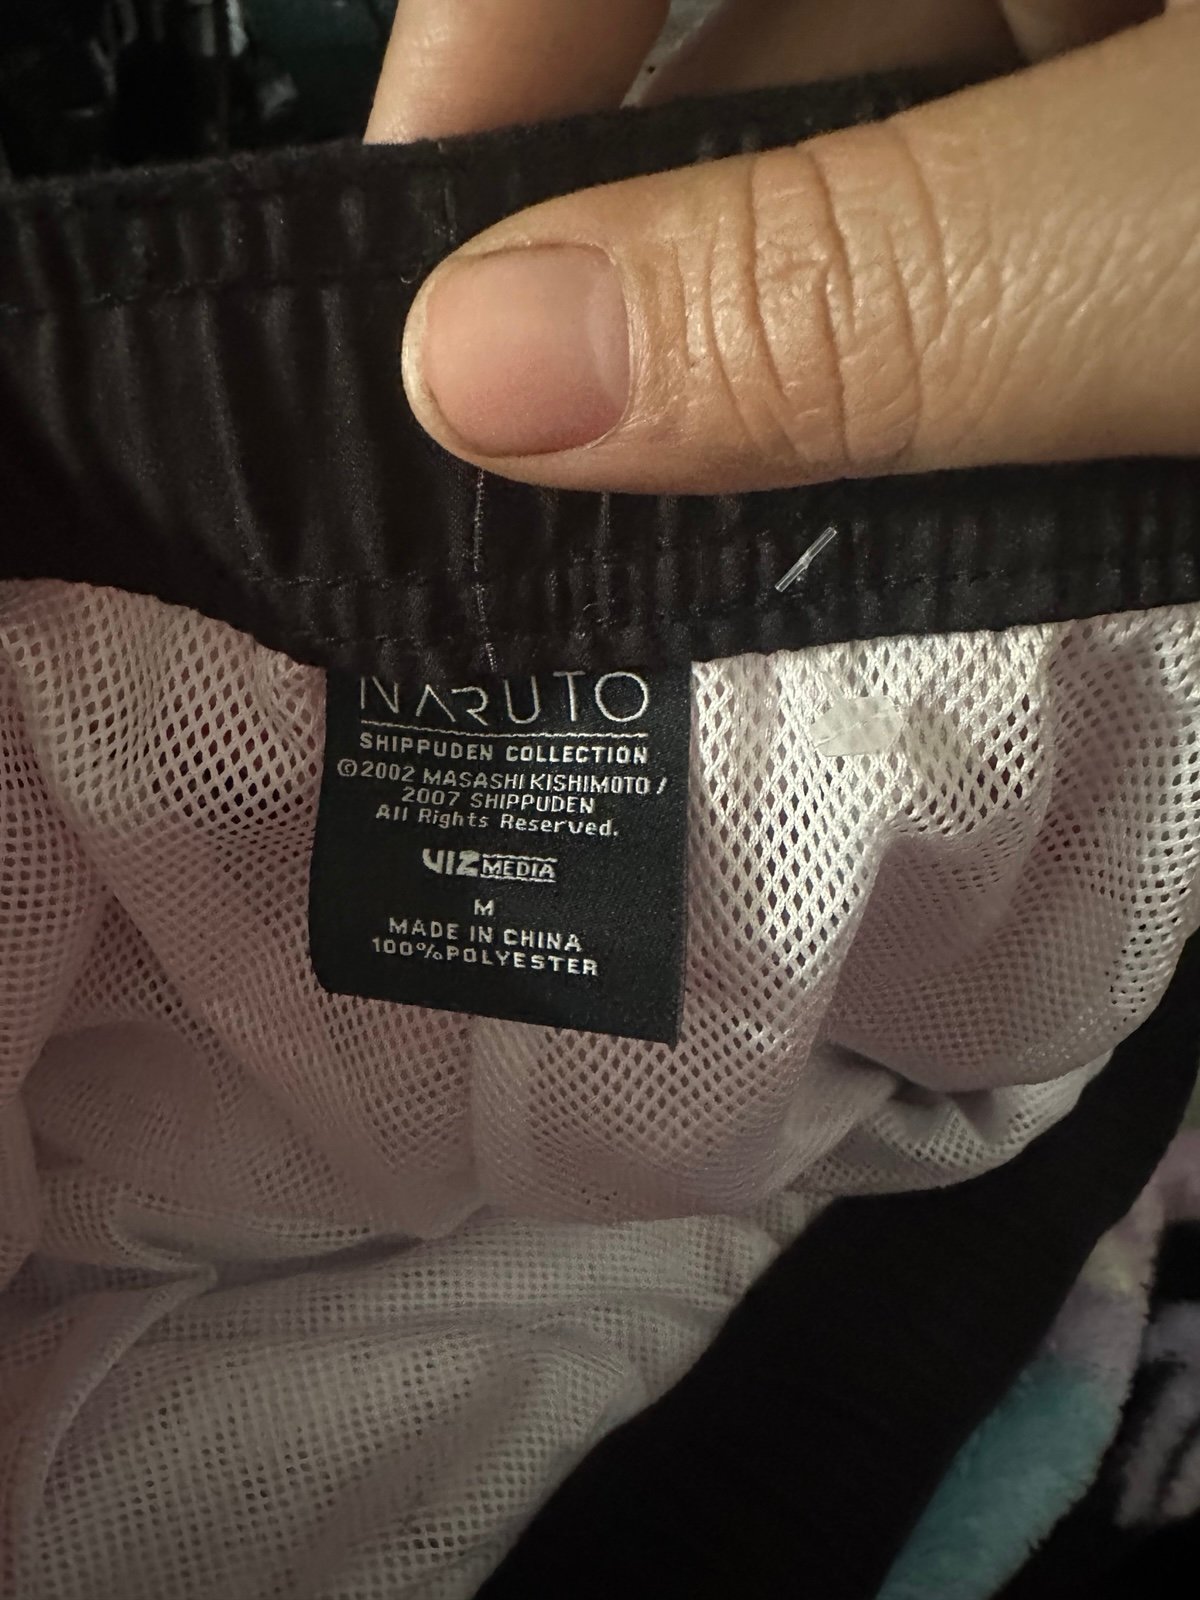 NARUTO
SHIPPUDEN COLLECTION
©2002 MASASHI KISHIMOTO /
2007 SHIPPUDEN
All Rights Reserved.
VIZ MEDIA
M
MADE IN CHINA
100%POLYESTER